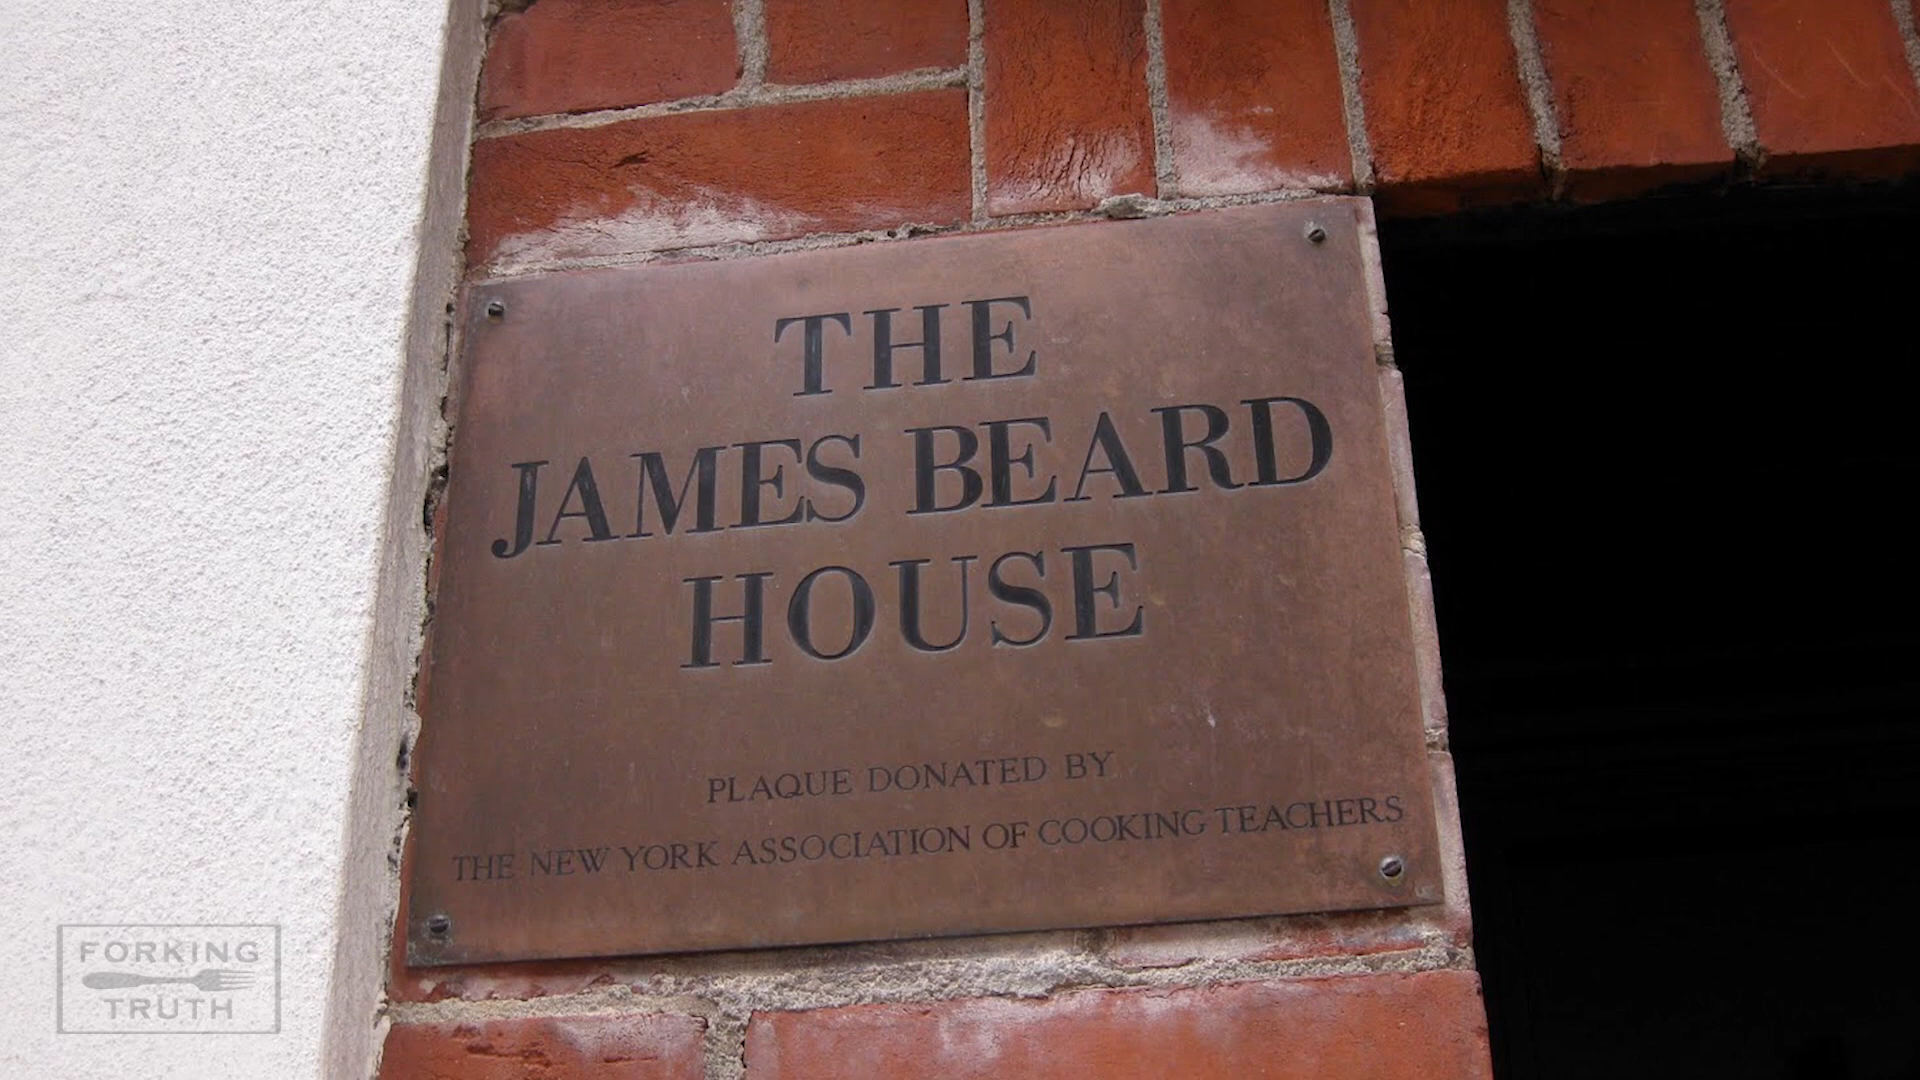 THE
JAMES BEARD
HOUSE
PLAQUE DONATED BY
THE NEW YORK ASSOCIATION OF COOKING TEACHERS
FORKING
TRUTH